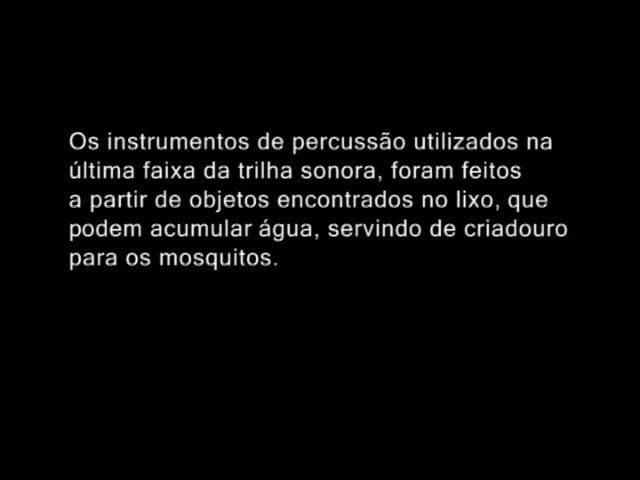 Os instrumentos de percussão utilizados na
última faixa da trilha sonora, foram feitos
a partir de objetos encontrados no lixo, que
podem acumular água, servindo de criadouro
para os mosquitos.